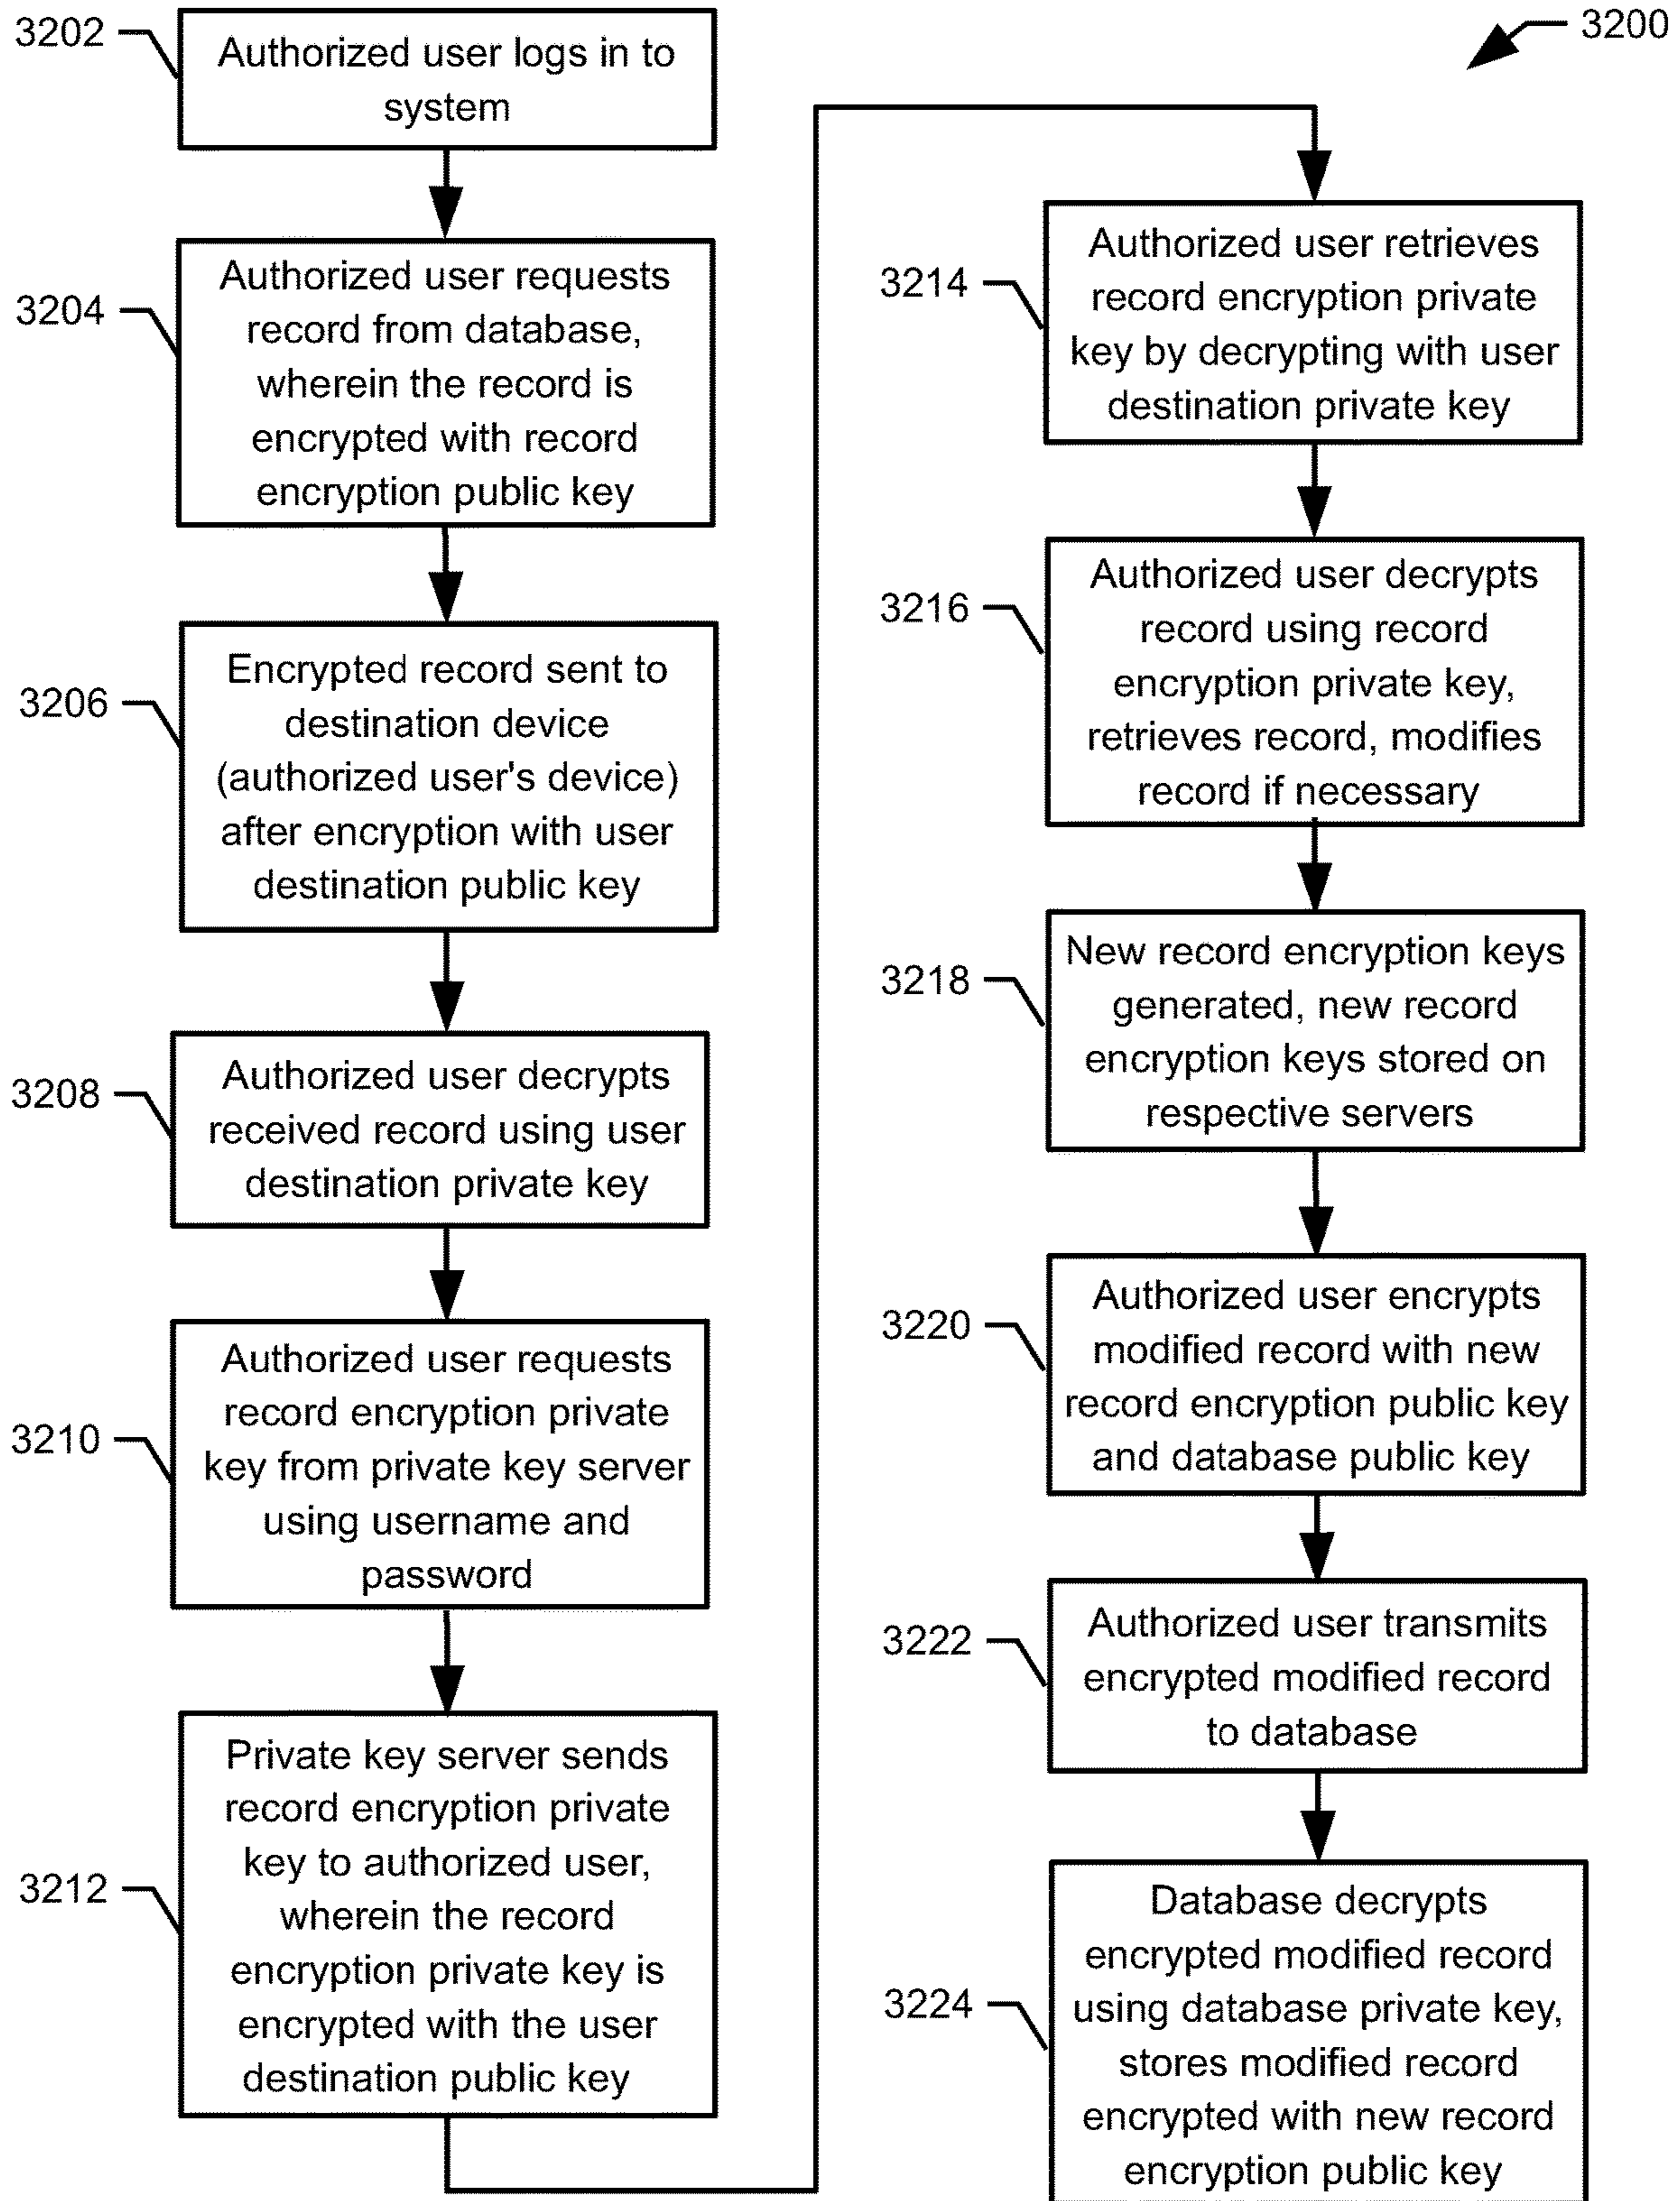 3200
3202
Authorized user logs in to
system
3204
Authorized user requests
record from database,
wherein the record is
encrypted with record
encryption public key
3206
Encrypted record sent to
destination device
(authorized user's device)
after encryption with user
destination public key
3208
Authorized user decrypts
received record using user
destination private key
3210
Authorized user requests
record encryption private
key from private key server
using username and
password
3212
Private key server sends
record encryption private
key to authorized user,
wherein the record
encryption private key is
encrypted with the user
destination public key
3214
Authorized user retrieves
record encryption private
key by decrypting with user
destination private key
3216
Authorized user decrypts
record using record
encryption private key,
retrieves record, modifies
record if necessary
3218
New record encryption keys
generated, new record
encryption keys stored on
respective servers
3220
Authorized user encrypts
modified record with new
record encryption public key
and database public key
3222
Authorized user transmits
encrypted modified record
to database
3224
Database decrypts
encrypted modified record
using database private key,
stores modified record
encrypted with new record
encryption public key